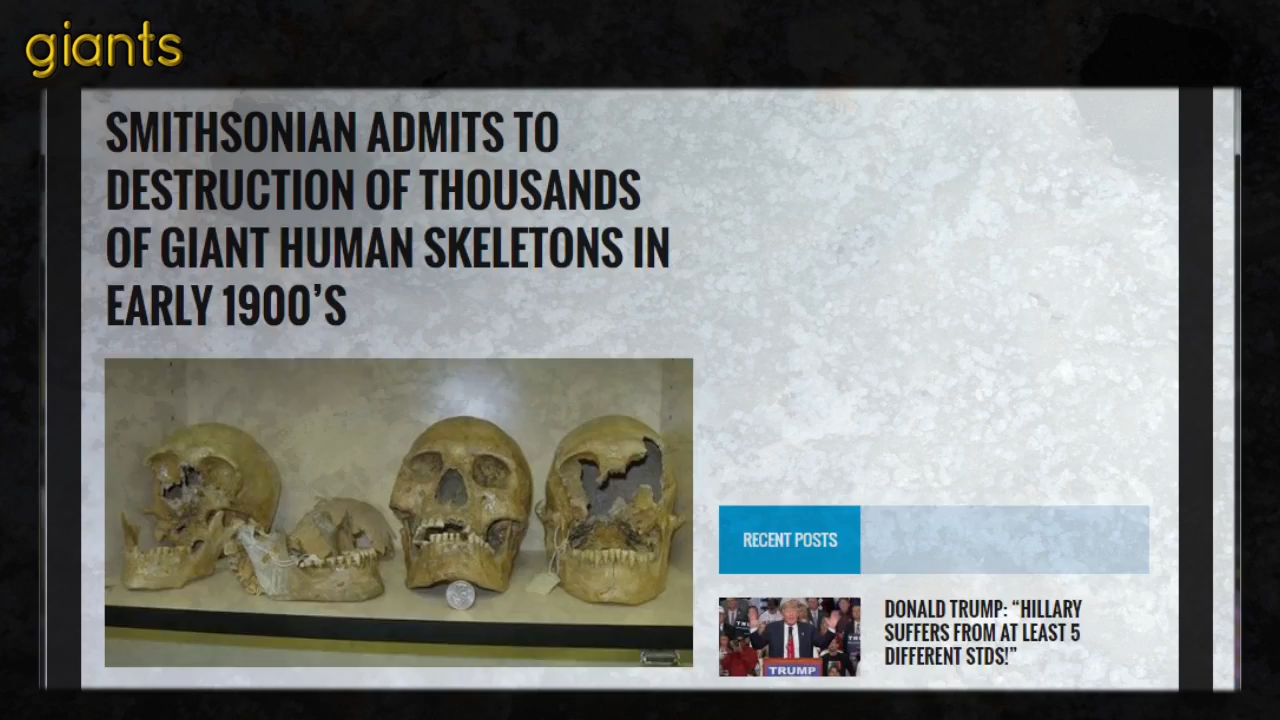 giants
SMITHSONIAN ADMITS TO
DESTRUCTION OF THOUSANDS
OF GIANT HUMAN SKELETONS IN
EARLY 1900’S
RECENT POSTS
DONALD TRUMP: “HILLARY
SUFFERS FROM AT LEAST 5
DIFFERENT STDS!”
TRUMP